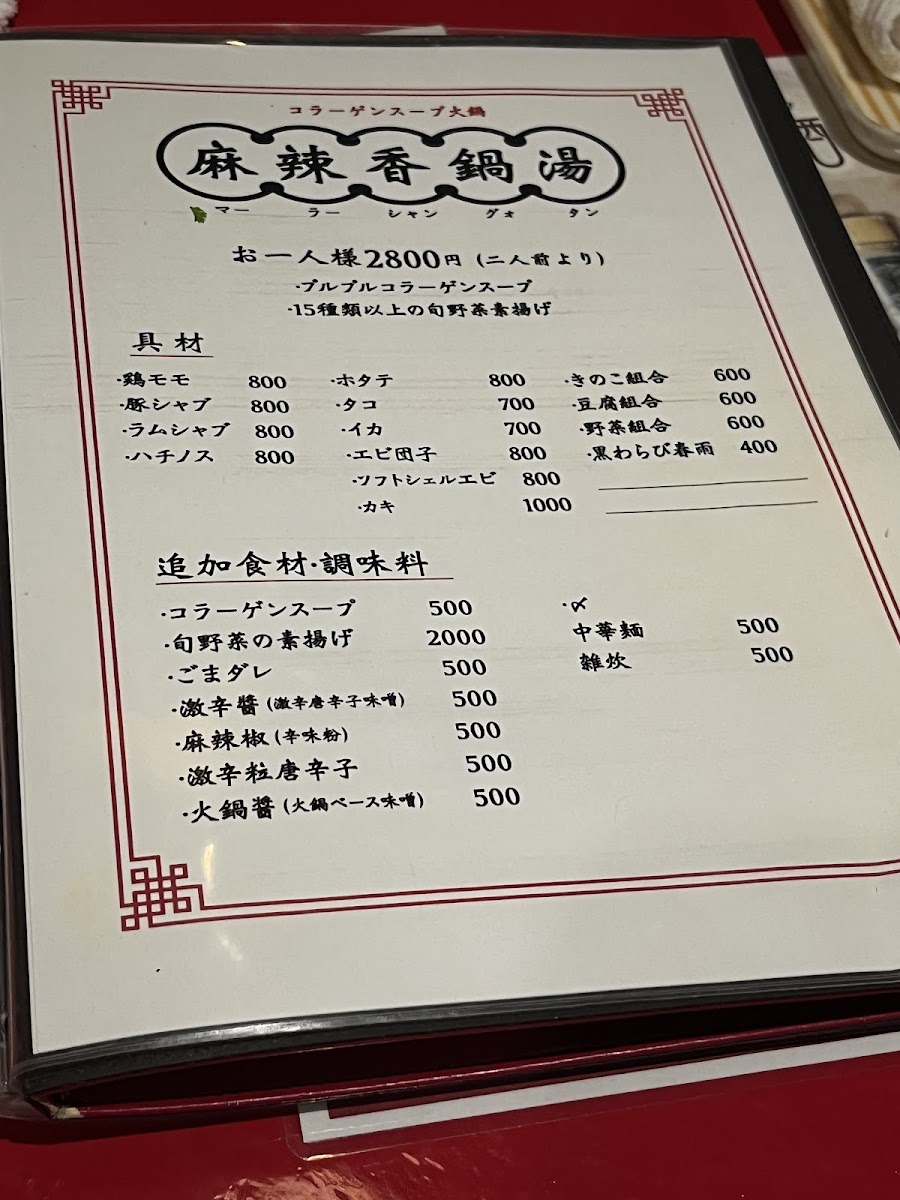 コラーゲンスープ火鍋
麻辣香鍋湯
マー ラー シャン グォ タン
お一人様2800円 (二人前より)
・プルプルコラーゲンスープ
・15種類以上の旬野菜素揚げ
具材
・鶏モモ 800
・豚シャブ 800
・ラムシャブ 800
・ハチノス 800
・ホタテ 800
・タコ 700
・イカ 700
・エビ団子 800
・ソフトシェルエビ 800
・カキ 1000
・きのこ組合 600
・豆腐組合 600
・野菜組合 600
・黒わらび春雨 400
追加食材・調味料
・コラーゲンスープ 500
・旬野菜の素揚げ 2000
・ごまダレ 500
・激辛醬(激辛唐辛子味噌) 500
・麻辣椒(辛味粉) 500
・激辛粒唐辛子 500
・火鍋醤(火鍋ベース味噌) 500
・〆
中華麺 500
雑炊 500
酒